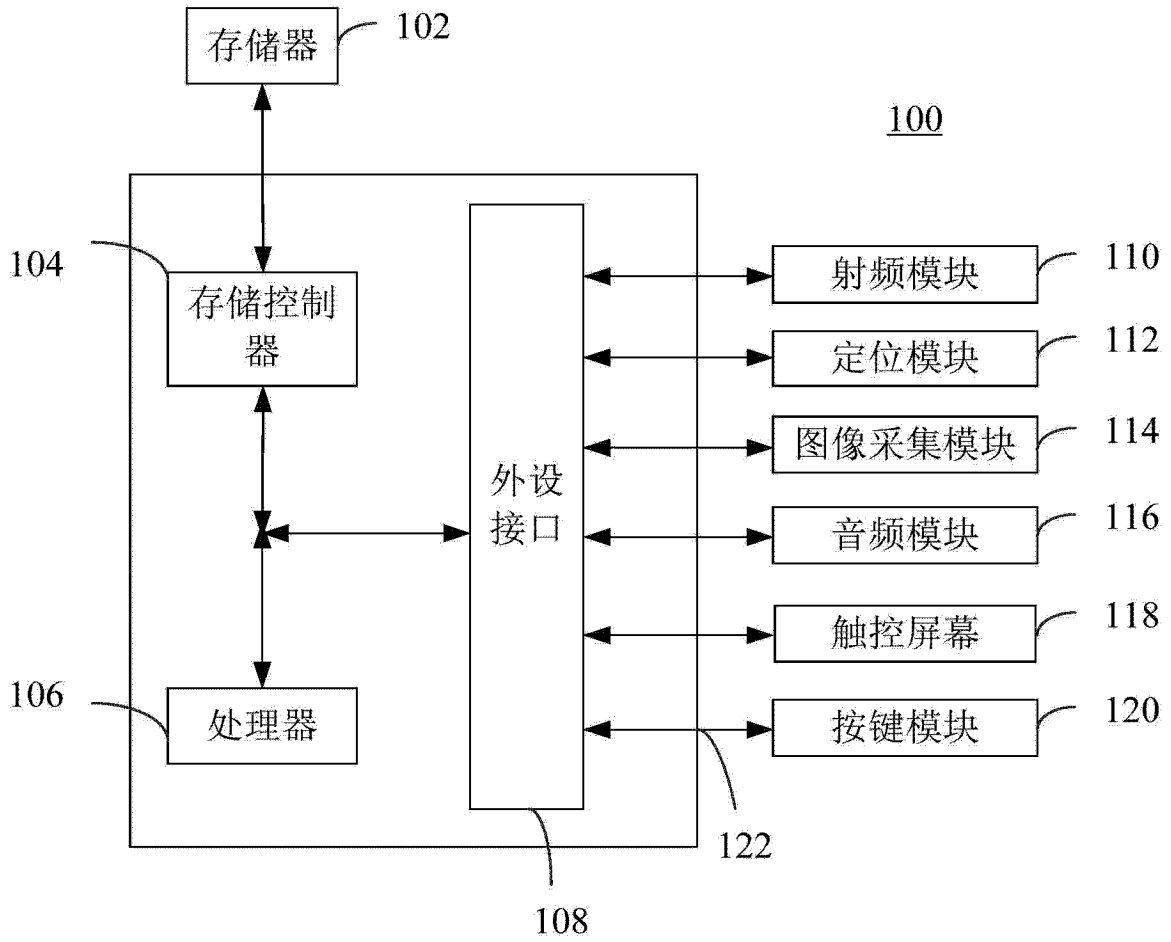 存储器
102
100
104
存储控制
器
外设
接口
射频模块
110
定位模块
112
图像采集模块
114
音频模块
116
触控屏幕
118
106
处理器
按键模块
120
122
108